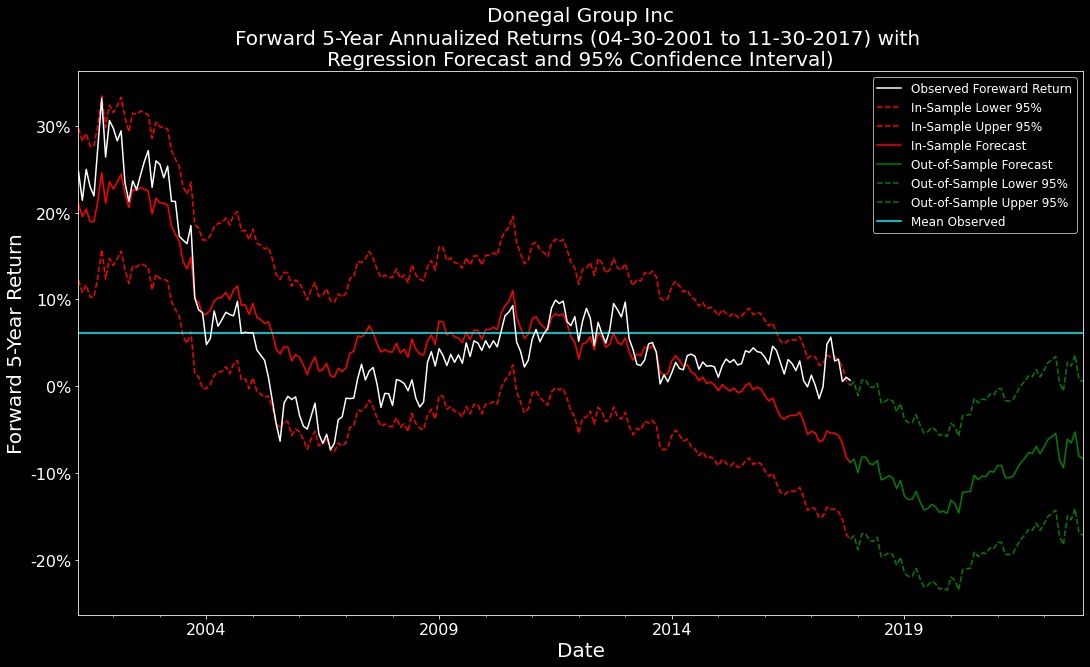 Donegal Group Inc
Forward 5-Year Annualized Returns (04-30-2001 to 11-30-2017) with
Regression Forecast and 95% Confidence Interval)
Observed Foreward Return
In-Sample Lower 95%
In-Sample Upper 95%
In-Sample Forecast
Out-of-Sample Forecast
Out-of-Sample Lower 95%
Out-of-Sample Upper 95%
Mean Observed
Forward 5-Year Return
30%
20%
10%
0%
-10%
-20%
2004
2009
2014
2019
Date